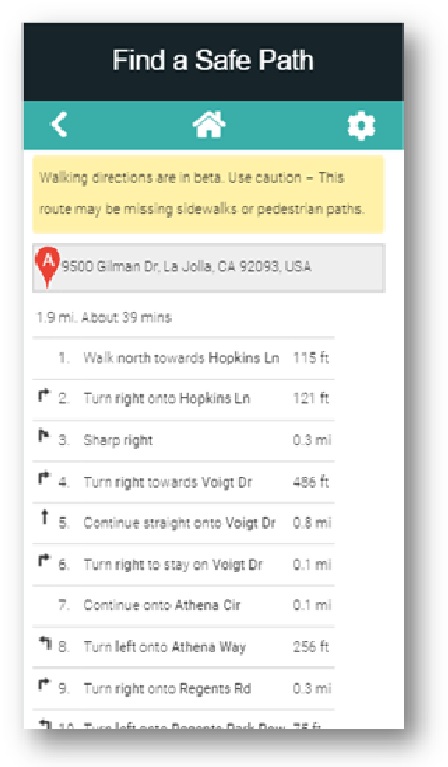 Find a Safe Path
Walking directions are in beta. Use caution – This
route may be missing sidewalks or pedestrian paths.
A 9500 Gilman Dr, La Jolla, CA 92093, USA
1.9 mi. About 39 mins
1. Walk north towards Hopkins Ln 115 ft
2. Turn right onto Hopkins Ln 121 ft
3. Sharp right 0.3 mi
4. Turn right towards Voigt Dr 486 ft
5. Continue straight onto Voigt Dr 0.8 mi
6. Turn right to stay on Voigt Dr 0.1 mi
7. Continue onto Athena Cir 0.1 mi
8. Turn left onto Athena Way 256 ft
9. Turn right onto Regents Rd 0.3 mi
10. Turn left onto Regents Park Row 75 ft